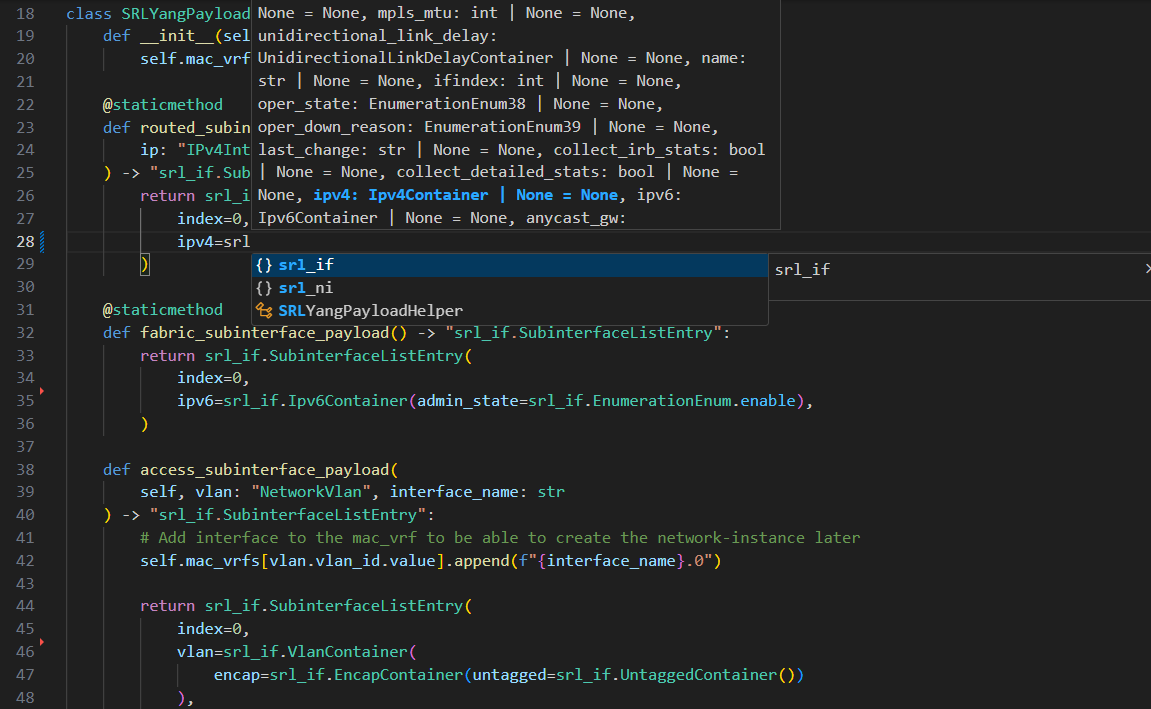 18 class SRLYangPayload
19 def __init__(sel
20 self.mac_vrf
21
22 @staticmethod
23 def routed_subin
24 ip: "IPv4Int
25 ) -> "srl_if.Sub
26 return srl_i
27 index=0,
28 ipv4=srl
29 )
None = None, mpls_mtu: int | None = None,
unidirectional_link_delay:
UnidirectionalLinkDelayContainer | None = None, name:
str | None = None, ifindex: int | None = None,
oper_state: EnumerationEnum38 | None = None,
oper_down_reason: EnumerationEnum39 | None = None,
last_change: str | None = None, collect_irb_stats: bool
| None = None, collect_detailed_stats: bool | None =
None, ipv4: Ipv4Container | None = None, ipv6:
Ipv6Container | None = None, anycast_gw:
{} srl_if
{} srl_ni
SRLYangPayloadHelper
srl_if
30
31 @staticmethod
32 def fabric_subinterface_payload() -> "srl_if.SubinterfaceListEntry":
33 return srl_if.SubinterfaceListEntry(
34 index=0,
35 ipv6=srl_if.Ipv6Container(admin_state=srl_if.EnumerationEnum.enable),
36 )
37
38 def access_subinterface_payload(
39 self, vlan: "NetworkVlan", interface_name: str
40 ) -> "srl_if.SubinterfaceListEntry":
41 # Add interface to the mac_vrf to be able to create the network-instance later
42 self.mac_vrfs[vlan.vlan_id.value].append(f"{interface_name}.0")
43
44 return srl_if.SubinterfaceListEntry(
45 index=0,
46 vlan=srl_if.VlanContainer(
47 encap=srl_if.EncapContainer(untagged=srl_if.UntaggedContainer())
48 ),